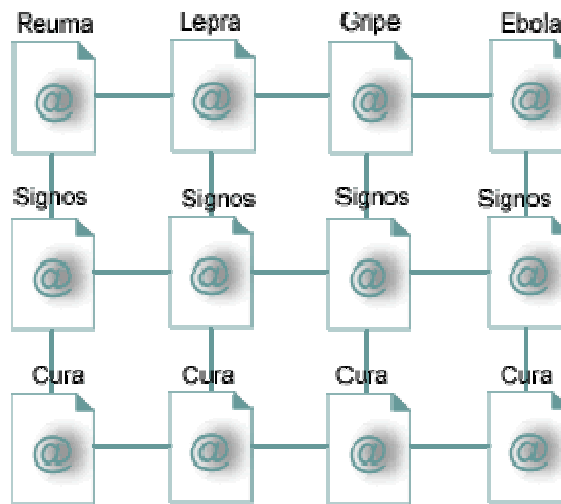 Reuma Lepra Gripe Ebola
@ @ @ @
Signos Signos Signos Signos
@ @ @ @
Cura Cura Cura Cura
@ @ @ @